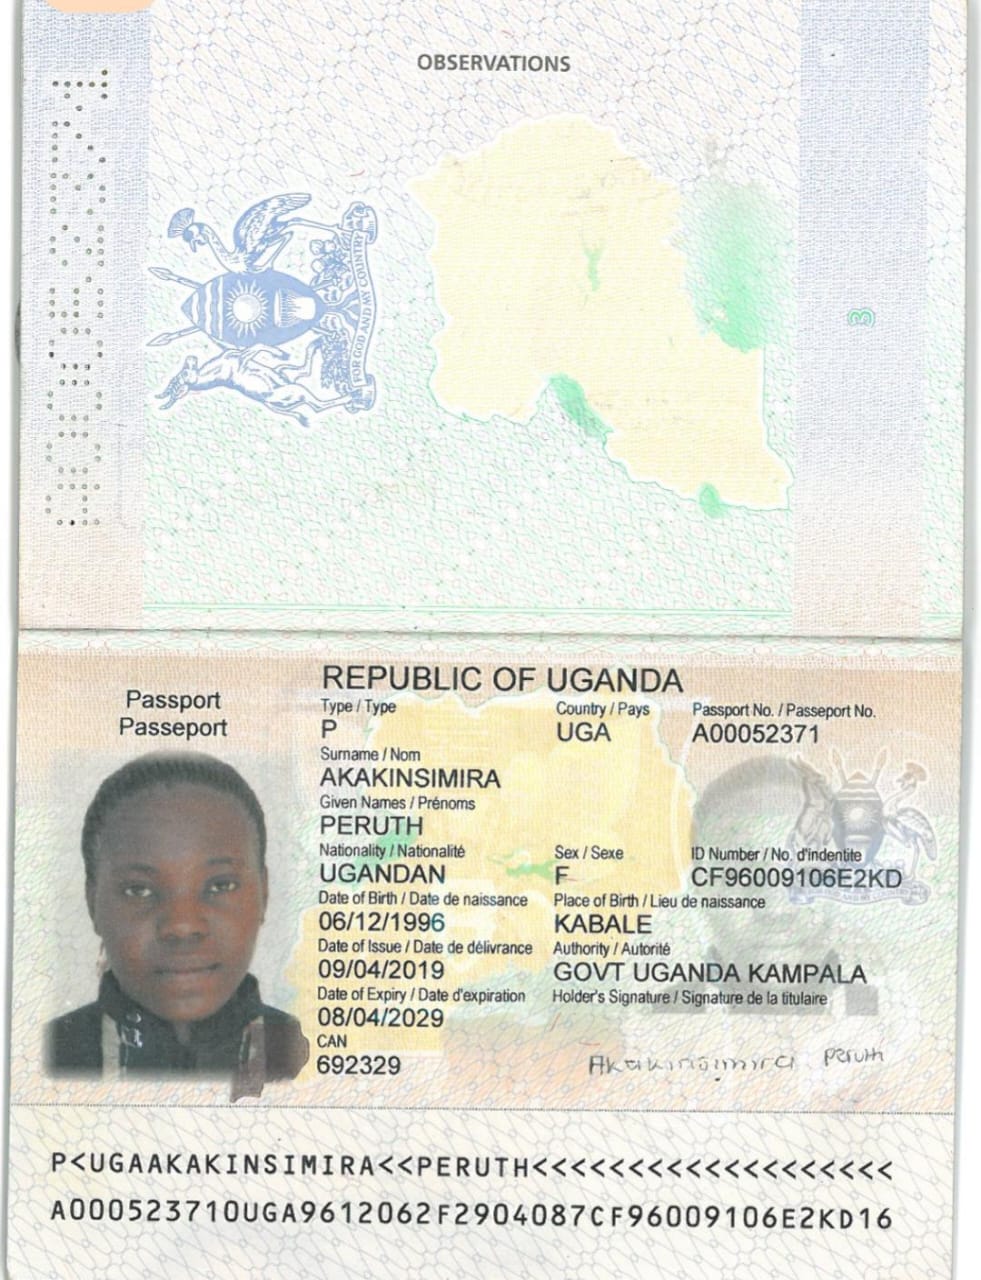 OBSERVATIONS
FOR GOD AND MY COUNTRY
3
REPUBLIC OF UGANDA
Passport
Passeport
Type / Type
Country / Pays
Passport No. / Passeport No.
P
UGA
A00052371
Surname / Nom
AKAKINSIMIRA
Given Names / Prénoms
PERUTH
Nationality / Nationalité
Sex / Sexe
ID Number / No. d'indentite
UGANDAN
F
CF96009106E2KD
Date of Birth / Date de naissance
Place of Birth / Lieu de naissance
06/12/1996
KABALE
Date of Issue / Date de délivrance
Authority / Autorité
09/04/2019
GOVT UGANDA KAMPALA
Date of Expiry / Date d'expiration
Holder's Signature / Signature de la titulaire
08/04/2029
CAN
692329
Akakinsimira Peruth
P<UGAAKAKINSIMIRA<<PERUTH<<<<<<<<<<<<<<<<<<<
A000523710UGA9612062F2904087CF96009106E2KD16